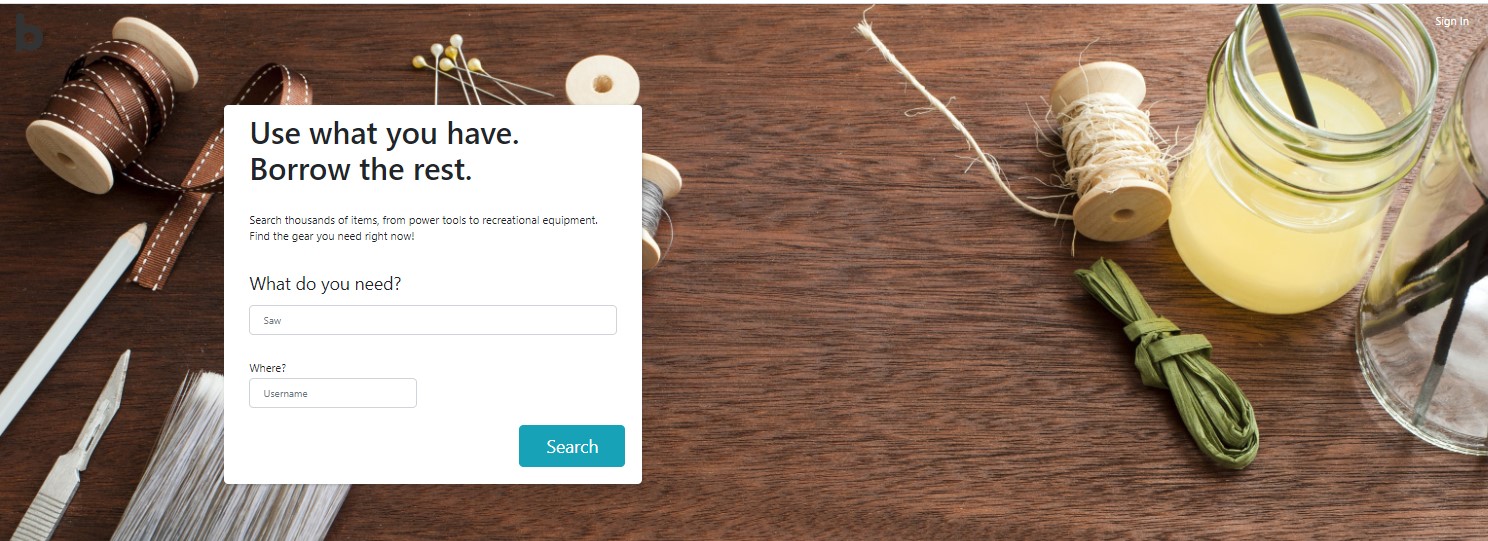 b
Sign In
Use what you have.
Borrow the rest.
Search thousands of items, from power tools to recreational equipment.
Find the gear you need right now!
What do you need?
Saw
Where?
Username
Search